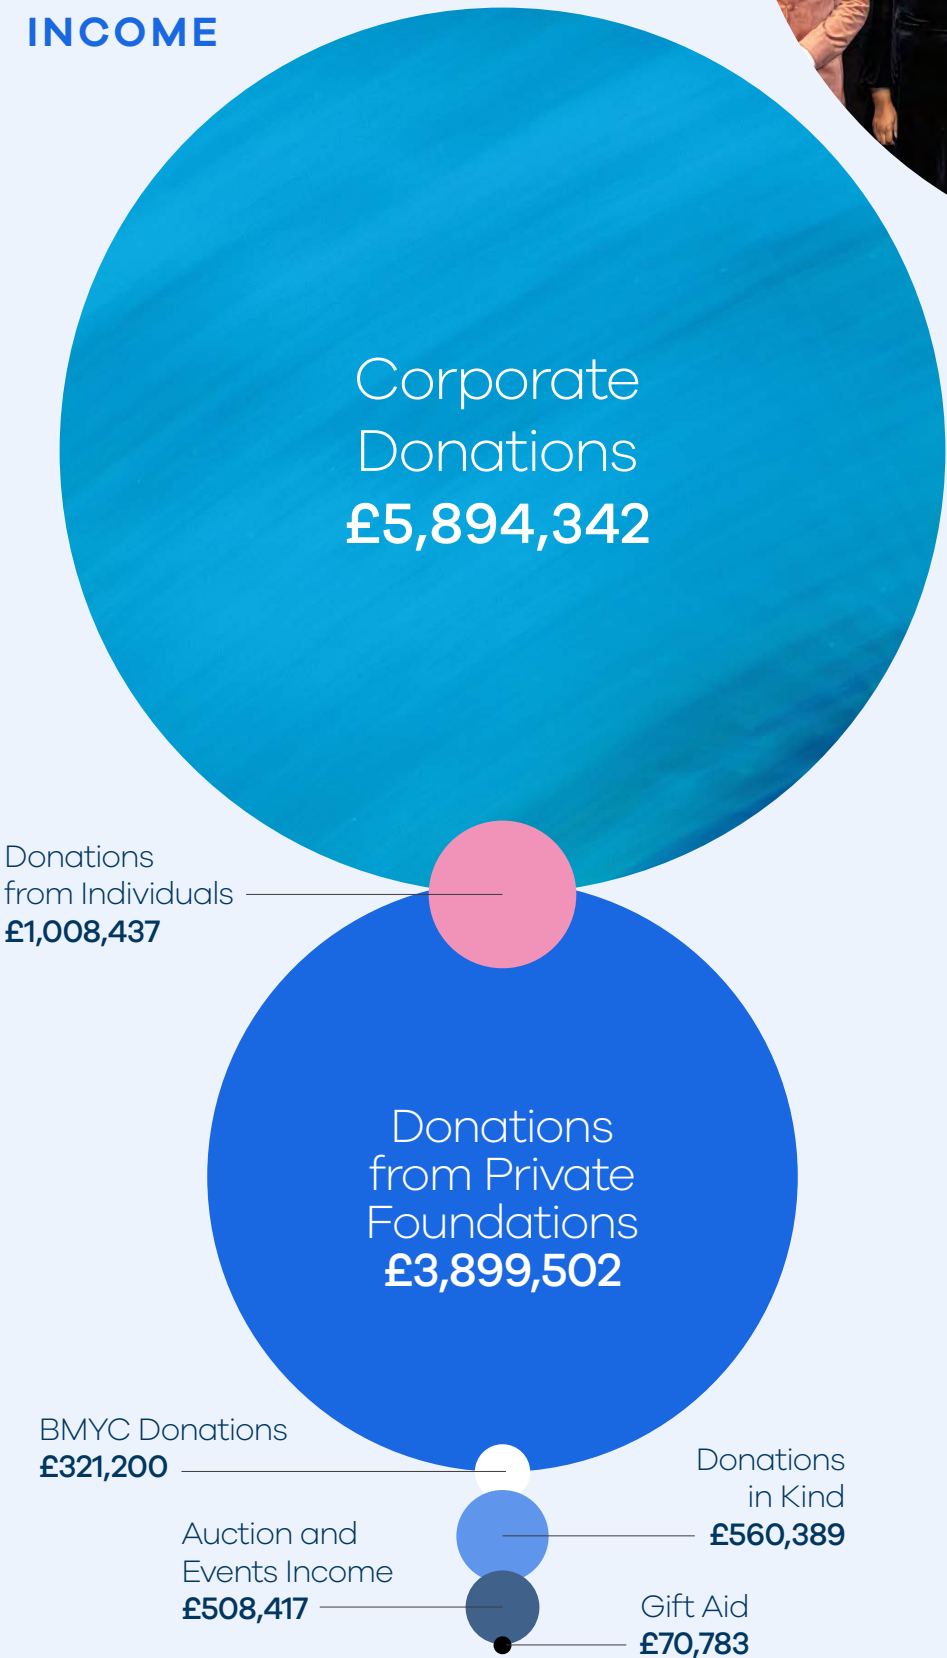 INCOME
Corporate
Donations
£5,894,342
Donations
from Individuals
£1,008,437
Donations
from Private
Foundations
£3,899,502
BMYC Donations
£321,200
Donations
in Kind
£560,389
Auction and
Events Income
£508,417
Gift Aid
£70,783